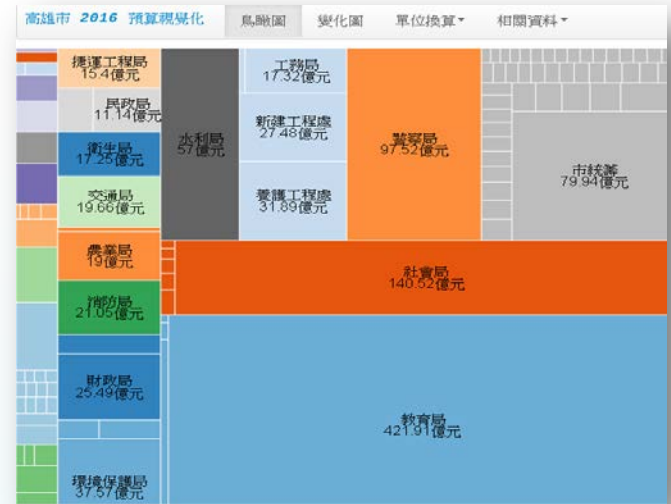 高雄市 2016 預算視覺化
鳥瞰圖
變化圖
單位換算
相關資料
捷運工程局
15.4億元
民政局
11.14億元
衛生局
17.25億元
交通局
19.66億元
農業局
19億元
消防局
21.05億元
財政局
25.49億元
環境保護局
37.57億元
水利局
57億元
工務局
17.32億元
新建工程處
27.48億元
養護工程處
31.89億元
警察局
97.52億元
市統籌
79.94億元
社會局
140.52億元
教育局
421.91億元